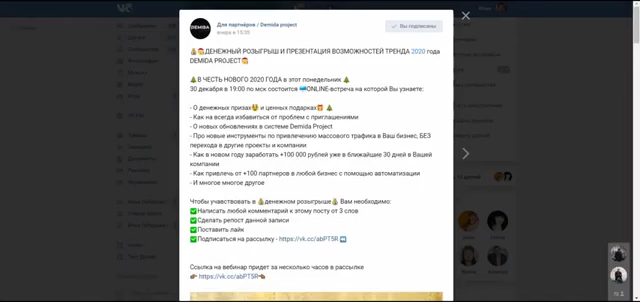 Для партнёров / Demida project
вчера в 15:35
Вы подписаны
DEMIDA
💰🎅ДЕНЕЖНЫЙ РОЗЫГРЫШ И ПРЕЗЕНТАЦИЯ ВОЗМОЖНОСТЕЙ ТРЕНДА 2020 года
DEMIDA PROJECT🎅
🎄В ЧЕСТЬ НОВОГО 2020 ГОДА в этот понедельник 🎄
30 декабря в 19:00 по мск состоится ONLINE-встреча на которой Вы узнаете:
- О денежных призах и ценных подарках🎁 🎄
- Как на всегда избавиться от проблем с приглашениями
- О новых обновлениях в системе Demida Project
- Про новые инструменты по привлечению массового трафика в Ваш бизнес, БЕЗ
перехода в другие проекты и компании
- Как в новом году заработать +100 000 рублей уже в ближайшие 30 дней в Вашей
компании
- Как привлечь от +100 партнеров в любой бизнес с помощью автоматизации
- И многое многое другое
Чтобы учавствовать в 💰денежном розыгрыше💰 Вам необходимо:
✅Написать любой комментарий к этому посту от 3 слов
✅Сделать репост данной записи
✅Поставить лайк
✅Подписаться на рассылку - https://vk.cc/abPT5R
Ссылка на вебинар придет за несколько часов в рассылке
👉 https://vk.cc/abPT5R👈